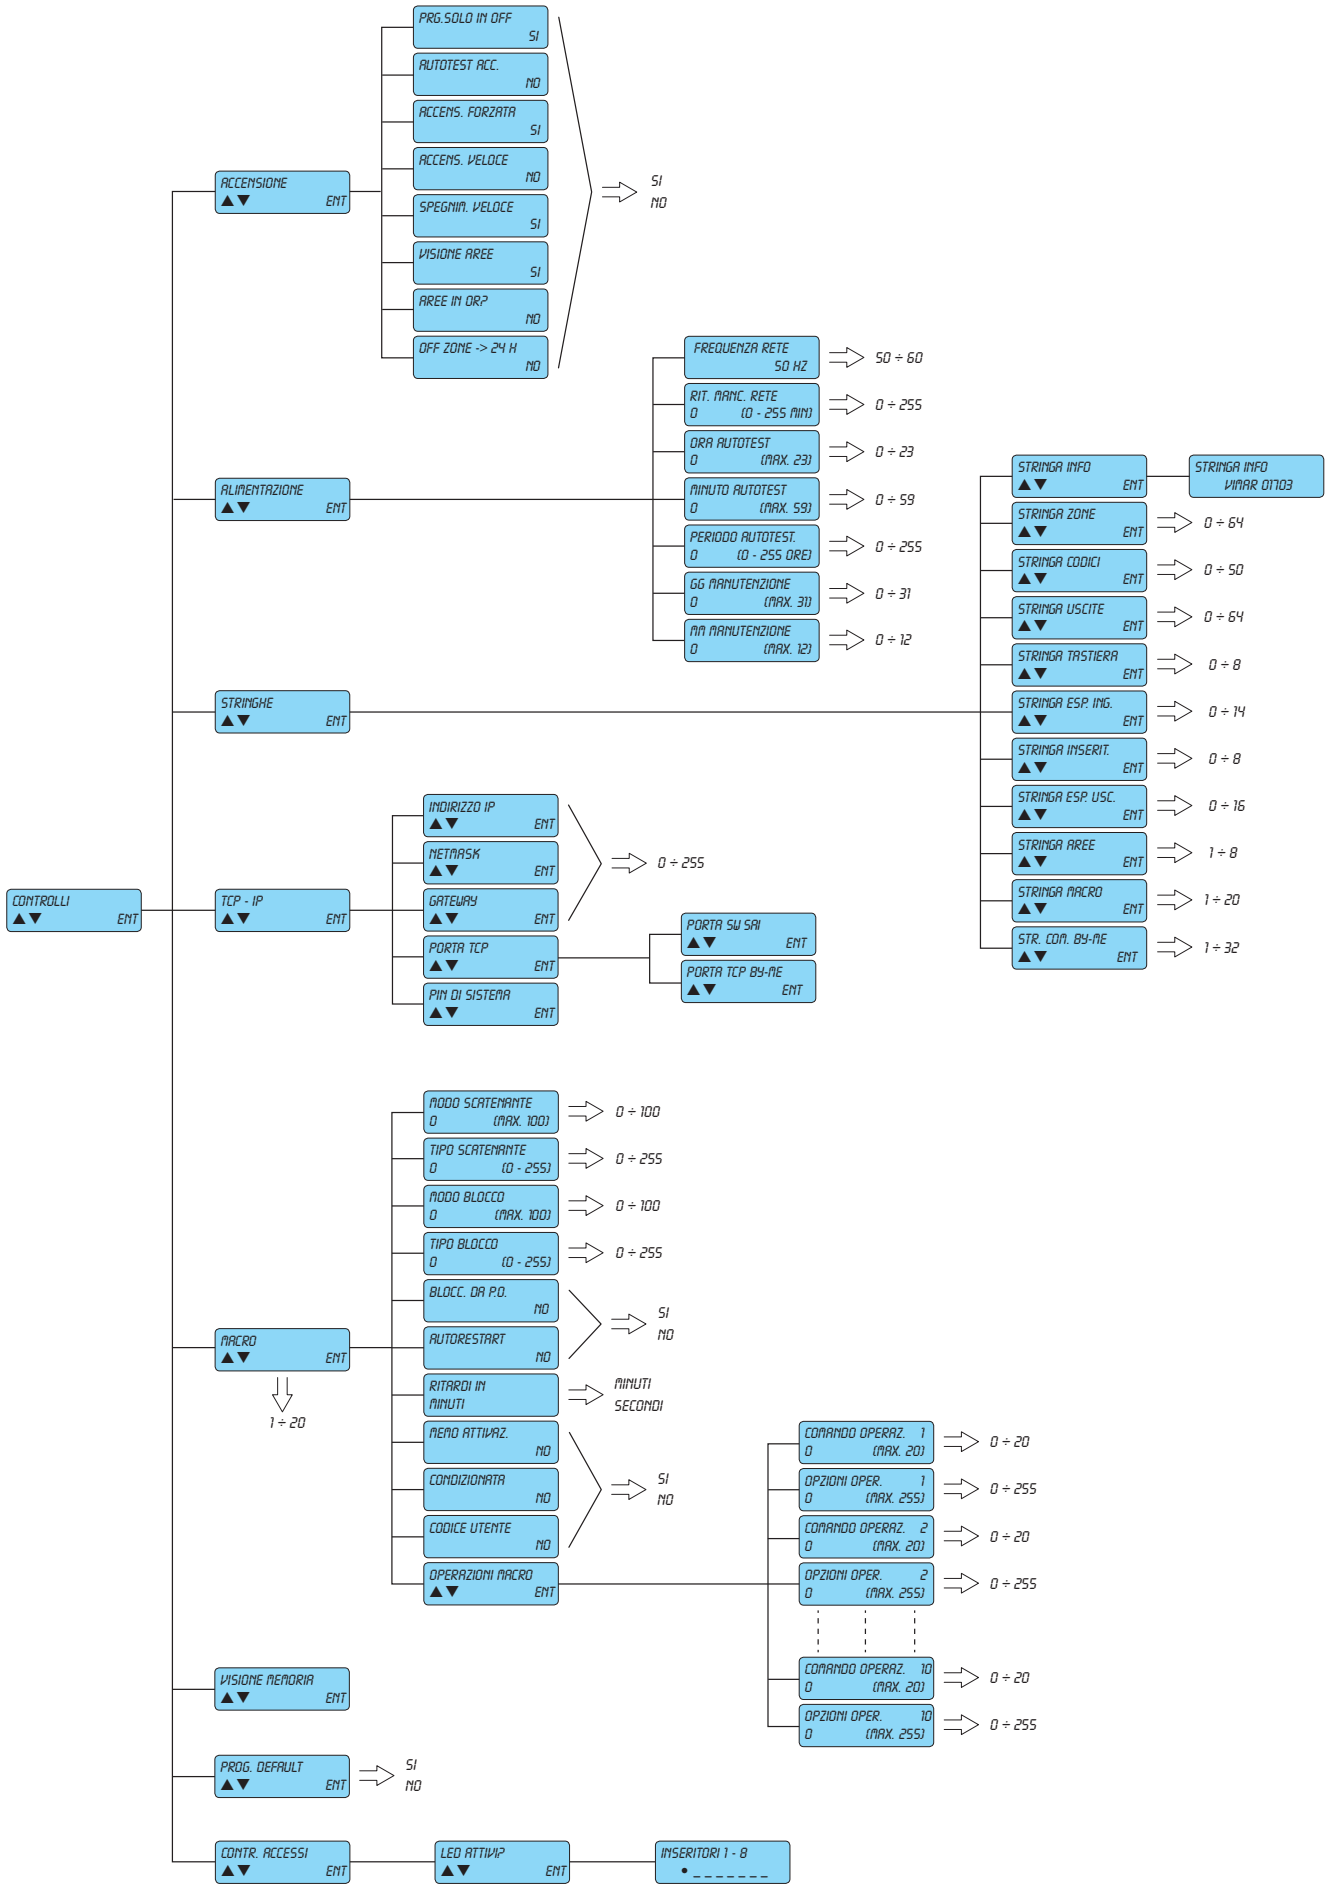 PRG.SOLO IN OFF
SI
AUTOTEST ACC.
NO
ACCENS. FORZATA
SI
ACCENS. VELOCE
NO
SPEGNIM. VELOCE
SI
VISIONE AREE
SI
AREE IN OR?
NO
OFF ZONE -> 24 H
NO
SI
NO
ACCENSIONE
▲▼ ENT
FREQUENZA RETE
50 HZ
50 ÷ 60
RIT. MANC. RETE
0 (0 - 255 MIN)
0 ÷ 255
ORA AUTOTEST
0 (MAX. 23)
0 ÷ 23
MINUTO AUTOTEST
0 (MAX. 59)
0 ÷ 59
PERIODO AUTOTEST.
0 (0 - 255 ORE)
0 ÷ 255
GG MANUTENZIONE
0 (MAX. 31)
0 ÷ 31
MM MANUTENZIONE
0 (MAX. 12)
0 ÷ 12
ALIMENTAZIONE
▲▼ ENT
STRINGA INFO
▲▼ ENT
STRINGA INFO
VIMAR 01703
STRINGA ZONE
▲▼ ENT
0 ÷ 64
STRINGA CODICI
▲▼ ENT
0 ÷ 50
STRINGA USCITE
▲▼ ENT
0 ÷ 64
STRINGA TASTIERA
▲▼ ENT
0 ÷ 8
STRINGA ESP. ING.
▲▼ ENT
0 ÷ 14
STRINGA INSERIT.
▲▼ ENT
0 ÷ 8
STRINGA ESP. USC.
▲▼ ENT
0 ÷ 16
STRINGA AREE
▲▼ ENT
1 ÷ 8
STRINGA MACRO
▲▼ ENT
1 ÷ 20
STR. COM. BY-ME
▲▼ ENT
1 ÷ 32
STRINGHE
▲▼ ENT
INDIRIZZO IP
▲▼ ENT
NETMASK
▲▼ ENT
GATEWAY
▲▼ ENT
0 ÷ 255
PORTA TCP
▲▼ ENT
PORTA SW SAI
▲▼ ENT
PORTA TCP BY-ME
▲▼ ENT
PIN DI SISTEMA
▲▼ ENT
CONTROLLI
▲▼ ENT
TCP - IP
▲▼ ENT
MODO SCATENANTE
0 (MAX. 100)
0 ÷ 100
TIPO SCATENANTE
0 (0 - 255)
0 ÷ 255
MODO BLOCCO
0 (MAX. 100)
0 ÷ 100
TIPO BLOCCO
0 (0 - 255)
0 ÷ 255
BLOCC. DA P.O.
NO
AUTORESTART
NO
SI
NO
MACRO
▲▼ ENT
1 ÷ 20
RITARDI IN
MINUTI
MINUTI
SECONDI
MEMO ATTIVAZ.
NO
CONDIZIONATA
NO
CODICE UTENTE
NO
SI
NO
OPERAZIONI MACRO
▲▼ ENT
COMANDO OPERAZ. 1
0 (MAX. 20)
0 ÷ 20
OPZIONI OPER. 1
0 (MAX. 255)
0 ÷ 255
COMANDO OPERAZ. 2
0 (MAX. 20)
0 ÷ 20
OPZIONI OPER. 2
0 (MAX. 255)
0 ÷ 255
COMANDO OPERAZ. 10
0 (MAX. 20)
0 ÷ 20
OPZIONI OPER. 10
0 (MAX. 255)
0 ÷ 255
VISIONE MEMORIA
▲▼ ENT
PROG. DEFAULT
▲▼ ENT
SI
NO
CONTR. ACCESSI
▲▼ ENT
LED ATTIVI?
▲▼ ENT
INSERITORI 1 - 8
• _ _ _ _ _ _ _